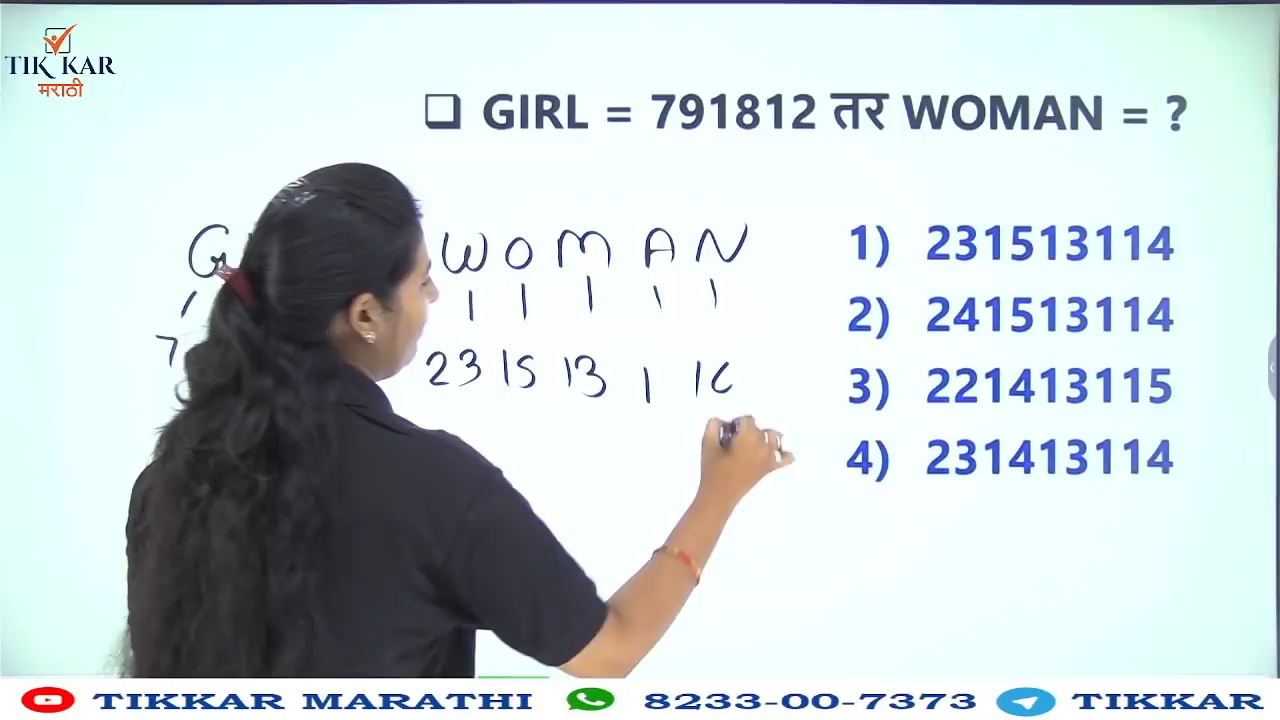 TIK KAR
मराठी
❑ GIRL = 791812 तर WOMAN = ?
G W O M A N
7 23 15 13 1
1) 231513114
2) 241513114
3) 221413115
4) 231413114
TIKKAR MARATHI 8233-00-7373 TIKKAR